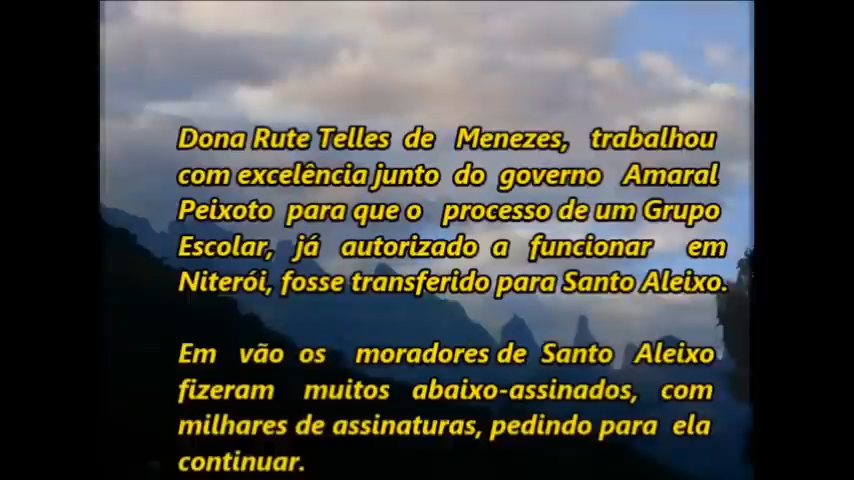 Dona Rute Telles de Menezes, trabalhou
com excelência junto do governo Amaral
Peixoto para que o processo de um Grupo
Escolar, já autorizado a funcionar em
Niterói, fosse transferido para Santo Aleixo.
Em vão os moradores de Santo Aleixo
fizeram muitos abaixo-assinados, com
milhares de assinaturas, pedindo para ela
continuar.